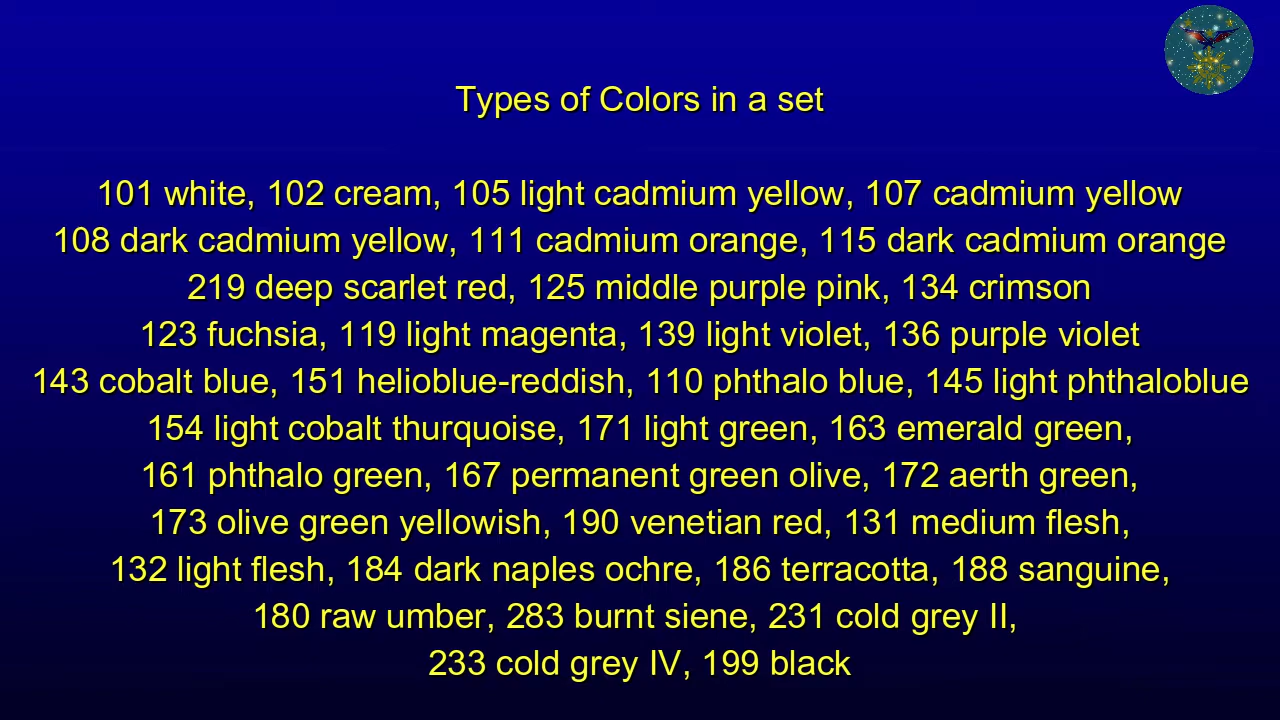 Types of Colors in a set
101 white, 102 cream, 105 light cadmium yellow, 107 cadmium yellow
108 dark cadmium yellow, 111 cadmium orange, 115 dark cadmium orange
219 deep scarlet red, 125 middle purple pink, 134 crimson
123 fuchsia, 119 light magenta, 139 light violet, 136 purple violet
143 cobalt blue, 151 helioblue-reddish, 110 phthalo blue, 145 light phthaloblue
154 light cobalt thurquoise, 171 light green, 163 emerald green,
161 phthalo green, 167 permanent green olive, 172 aerth green,
173 olive green yellowish, 190 venetian red, 131 medium flesh,
132 light flesh, 184 dark naples ochre, 186 terracotta, 188 sanguine,
180 raw umber, 283 burnt siene, 231 cold grey II,
233 cold grey IV, 199 black